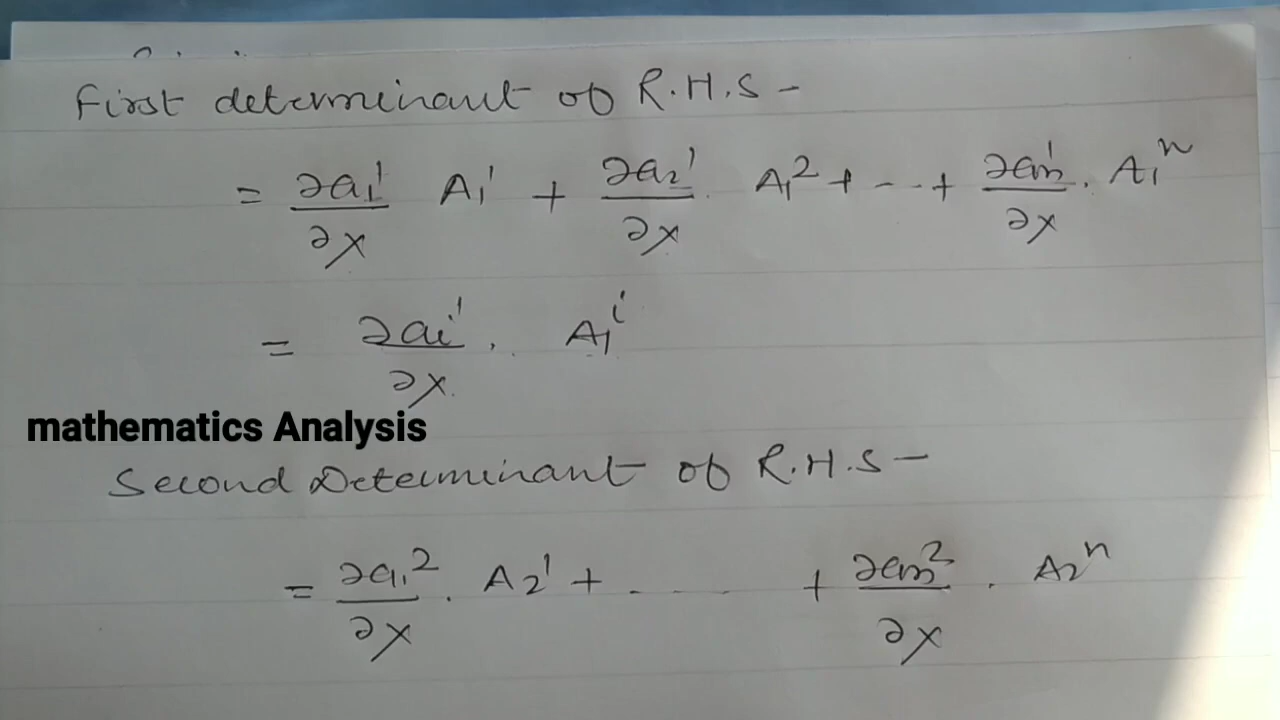 First determinant of R.H.S -
= ∂a₁¹/∂x A₁¹ + ∂a₂¹/∂x . A₁² + - - + ∂aₙ¹/∂x . A₁ⁿ
= ∂aᵢ¹/∂x . A₁ⁱ
mathematics Analysis
Second Determinant of R.H.S -
= ∂a₁²/∂x . A₂¹ + . - - - + ∂aₙ²/∂x . A₂ⁿ